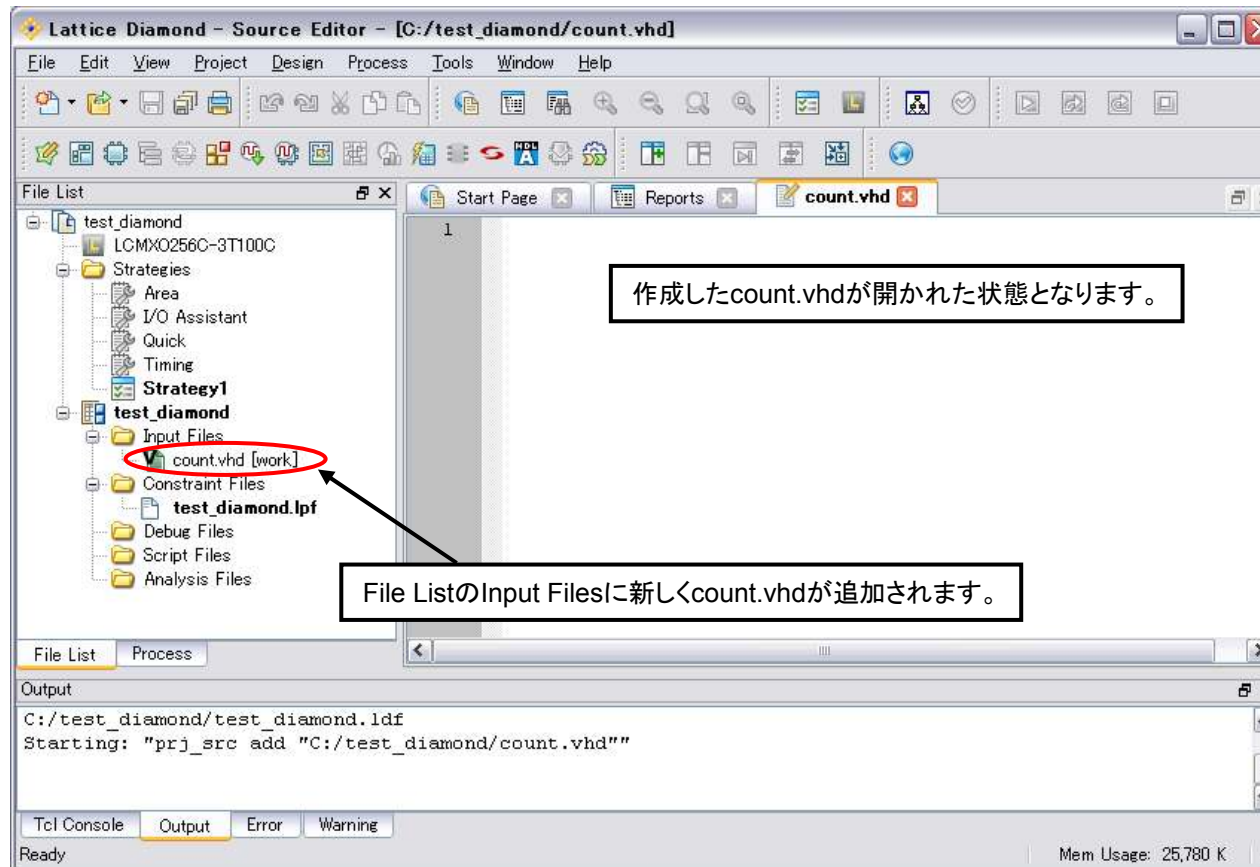 Lattice Diamond - Source Editor - [C:/test_diamond/count.vhd]
File Edit View Project Design Process Tools Window Help
File List
test_diamond
LCMXO256C-3T100C
Strategies
Area
I/O Assistant
Quick
Timing
Strategy1
test_diamond
Input Files
count.vhd [work]
Constraint Files
test_diamond.lpf
Debug Files
Script Files
Analysis Files
File List Process
Start Page Reports count.vhd
1
作成したcount.vhdが開かれた状態となります。
File ListのInput Filesに新しくcount.vhdが追加されます。
Output
C:/test_diamond/test_diamond.ldf
Starting: "prj_src add "C:/test_diamond/count.vhd""
Tcl Console Output Error Warning
Ready Mem Usage: 25,780 K